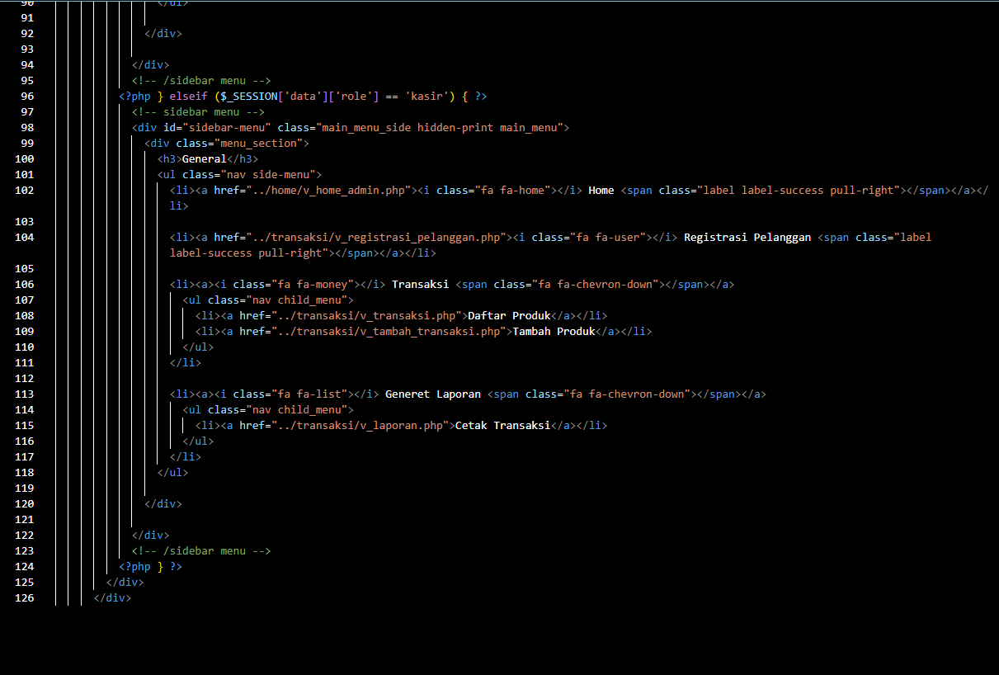 90 </ul>
91
92 </div>
93
94 </div>
95 <!-- /sidebar menu -->
96 <?php } elseif ($_SESSION['data']['role'] == 'kasir') { ?>
97 <!-- sidebar menu -->
98 <div id="sidebar-menu" class="main_menu_side hidden-print main_menu">
99 <div class="menu_section">
100 <h3>General</h3>
101 <ul class="nav side-menu">
102 <li><a href="../home/v_home_admin.php"><i class="fa fa-home"></i> Home <span class="label label-success pull-right"></span></a></
li>
103
104 <li><a href="../transaksi/v_registrasi_pelanggan.php"><i class="fa fa-user"></i> Registrasi Pelanggan <span class="label
label-success pull-right"></span></a></li>
105
106 <li><a><i class="fa fa-money"></i> Transaksi <span class="fa fa-chevron-down"></span></a>
107 <ul class="nav child_menu">
108 <li><a href="../transaksi/v_transaksi.php">Daftar Produk</a></li>
109 <li><a href="../transaksi/v_tambah_transaksi.php">Tambah Produk</a></li>
110 </ul>
111 </li>
112
113 <li><a><i class="fa fa-list"></i> Generet Laporan <span class="fa fa-chevron-down"></span></a>
114 <ul class="nav child_menu">
115 <li><a href="../transaksi/v_laporan.php">Cetak Transaksi</a></li>
116 </ul>
117 </li>
118 </ul>
119
120 </div>
121
122 </div>
123 <!-- /sidebar menu -->
124 <?php } ?>
125 </div>
126 </div>